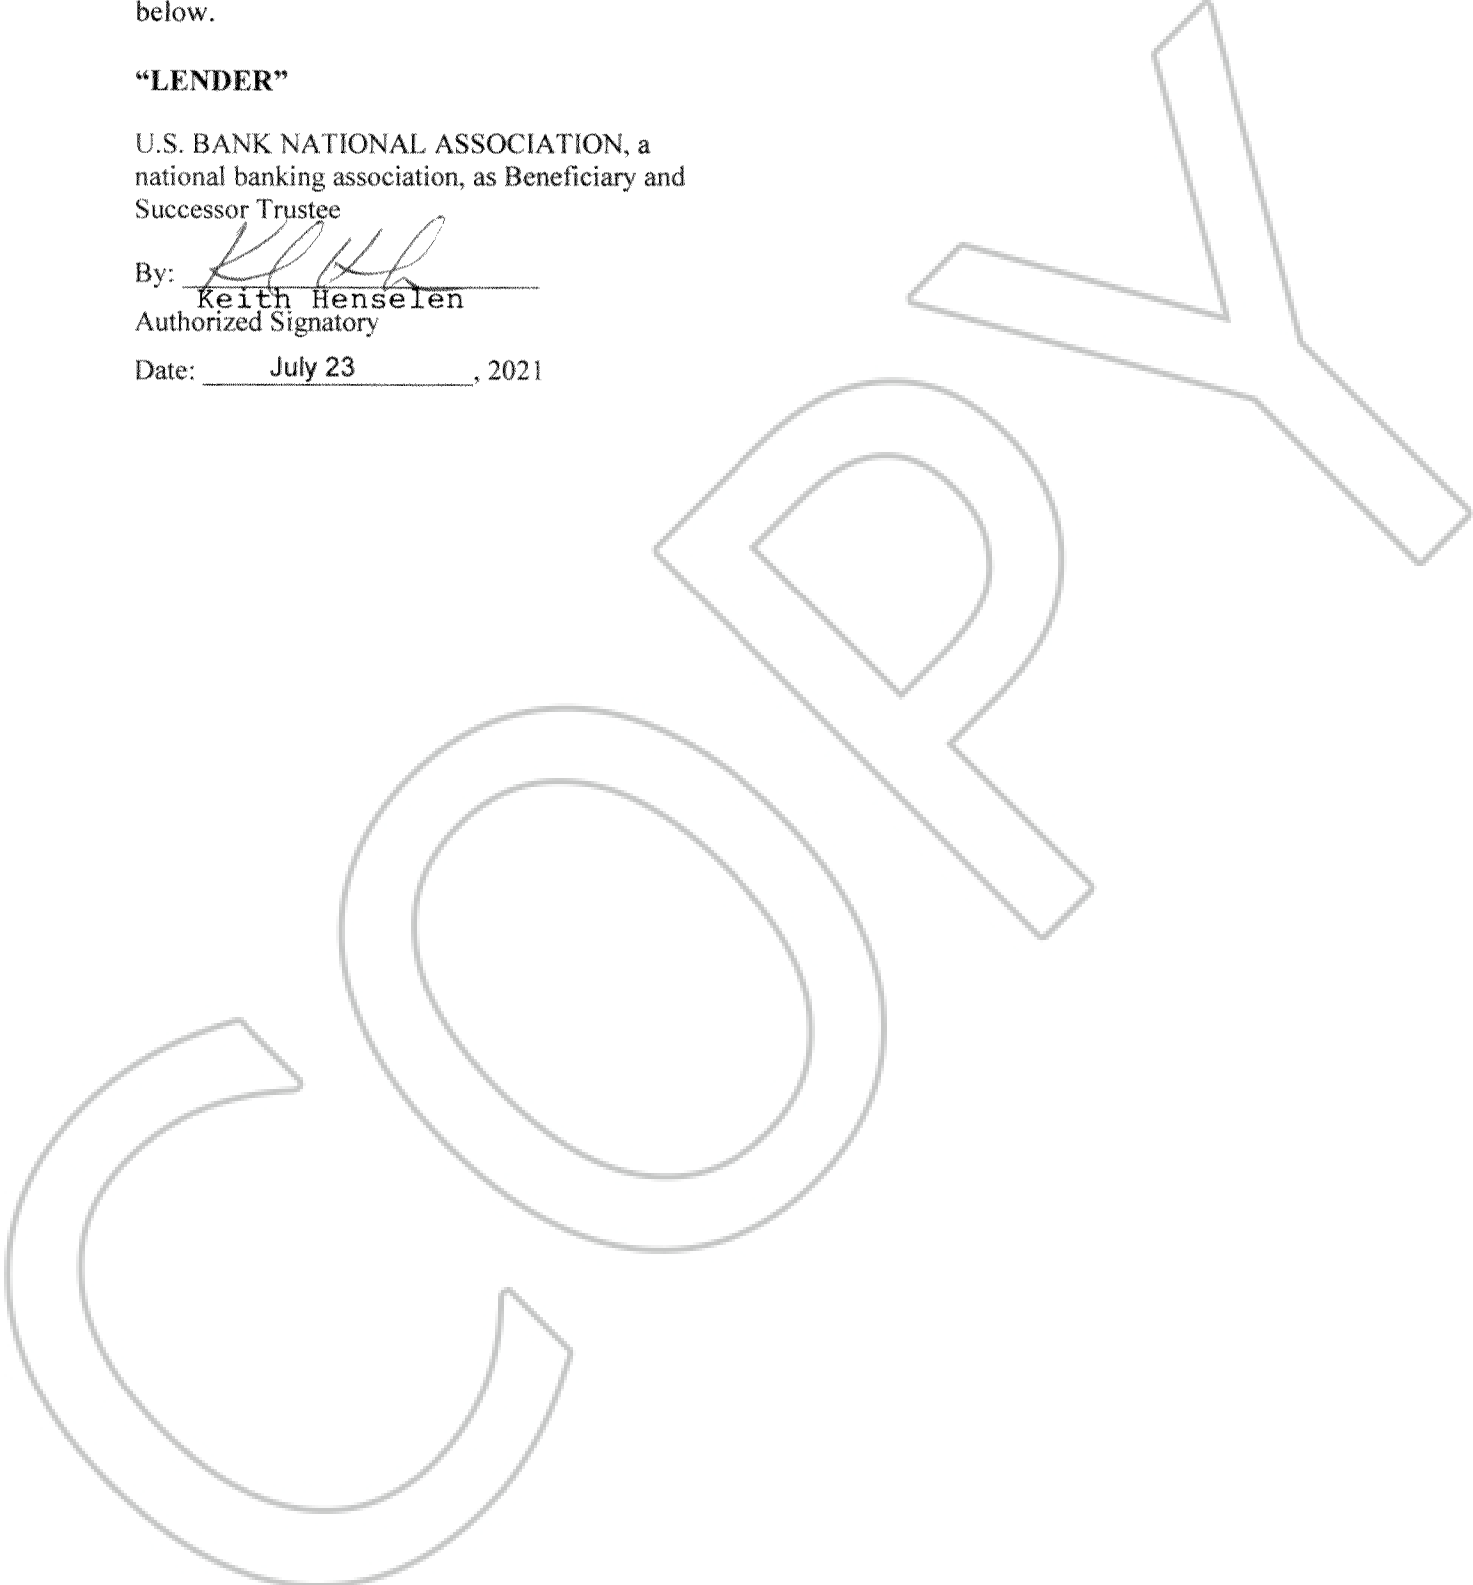 below.
“LENDER”
U.S. BANK NATIONAL ASSOCIATION, a
national banking association, as Beneficiary and
Successor Trustee
By:
Keith Henselen
Authorized Signatory
Date: July 23, 2021
COPY